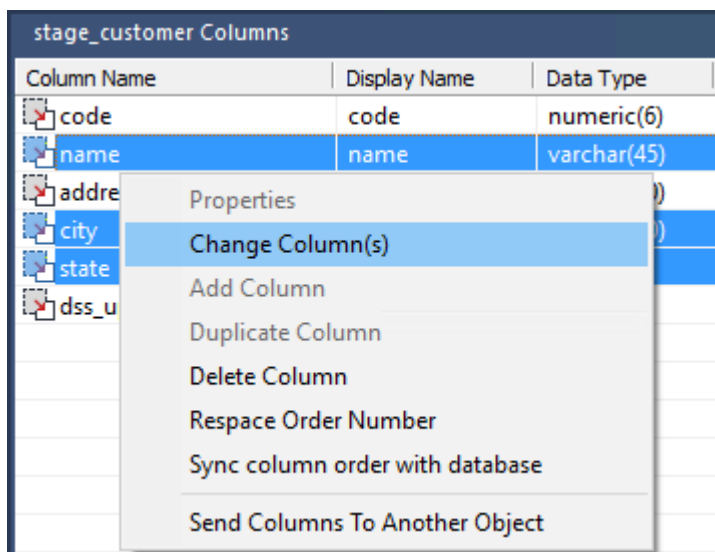 stage_customer Columns
Column Name Display Name Data Type
code code numeric(6)
name name varchar(45)
addre )
city )
state
dss_u
Properties
Change Column(s)
Add Column
Duplicate Column
Delete Column
Respace Order Number
Sync column order with database
Send Columns To Another Object